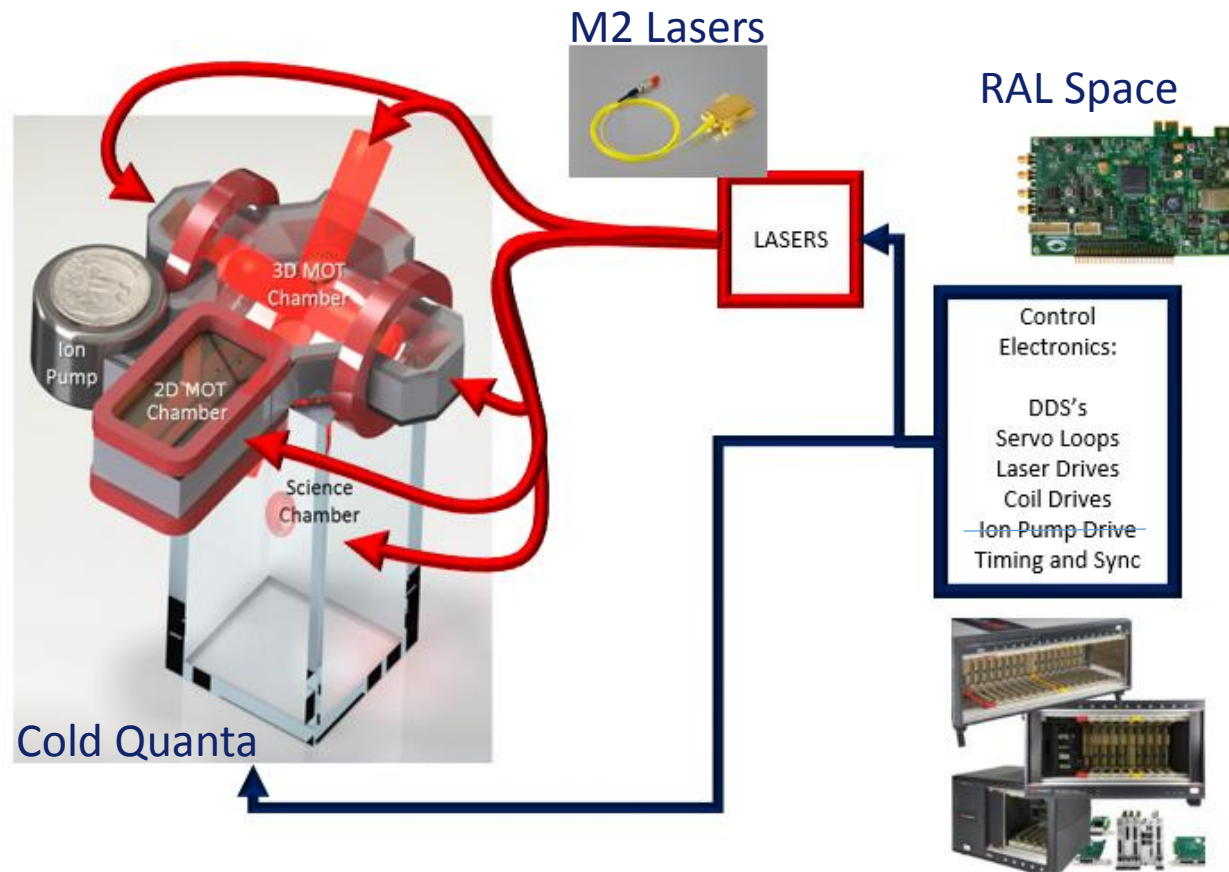 M2 Lasers
RAL Space
LASERS
3D MOT
Chamber
Ion
Pump
2D MOT
Chamber
Science
Chamber
Control
Electronics:
DDS's
Servo Loops
Laser Drives
Coil Drives
Ion Pump Drive
Timing and Sync
Cold Quanta